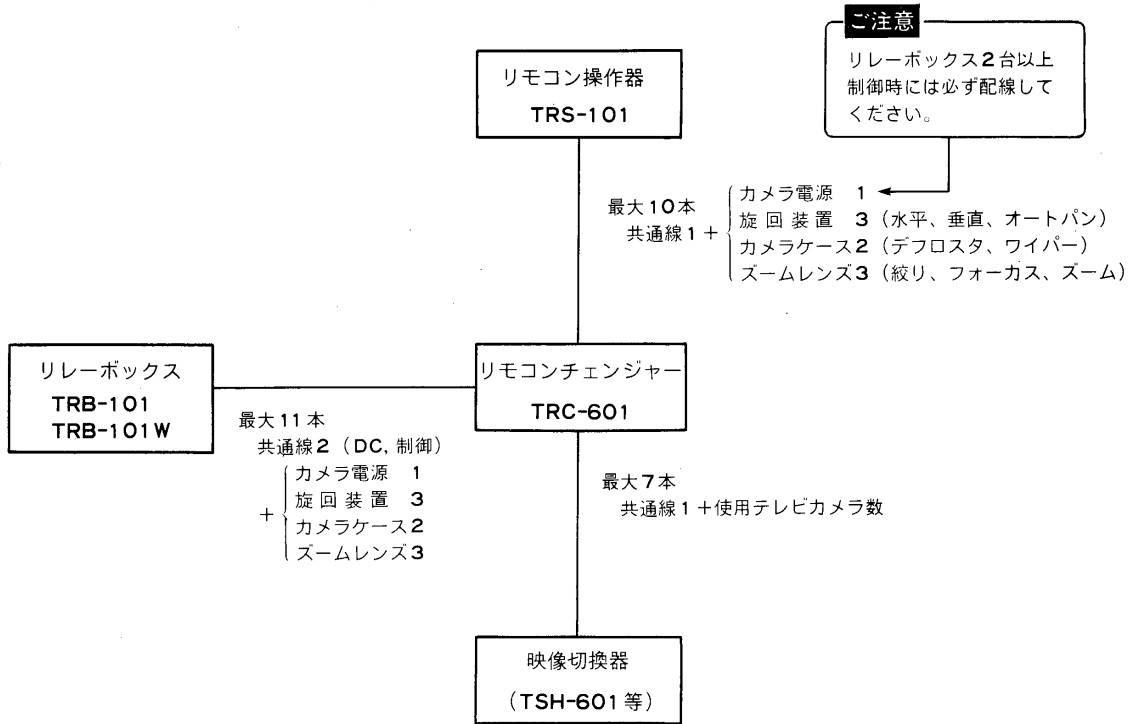 ご注意
リレーボックス2台以上
制御時には必ず配線して
ください。
リモコン操作器
TRS-101
最大10本
共通線1+
カメラ電源 1
旋回装置 3 (水平、垂直、オートパン)
カメラケース2 (デフロスタ、ワイパー)
ズームレンズ3 (絞り、フォーカス、ズーム)
リレーボックス
TRB-101
TRB-101W
リモコンチェンジャー
TRC-601
最大11本
共通線2 (DC, 制御)
+
カメラ電源 1
旋回装置 3
カメラケース2
ズームレンズ3
最大7本
共通線1+使用テレビカメラ数
映像切換器
(TSH-601等)